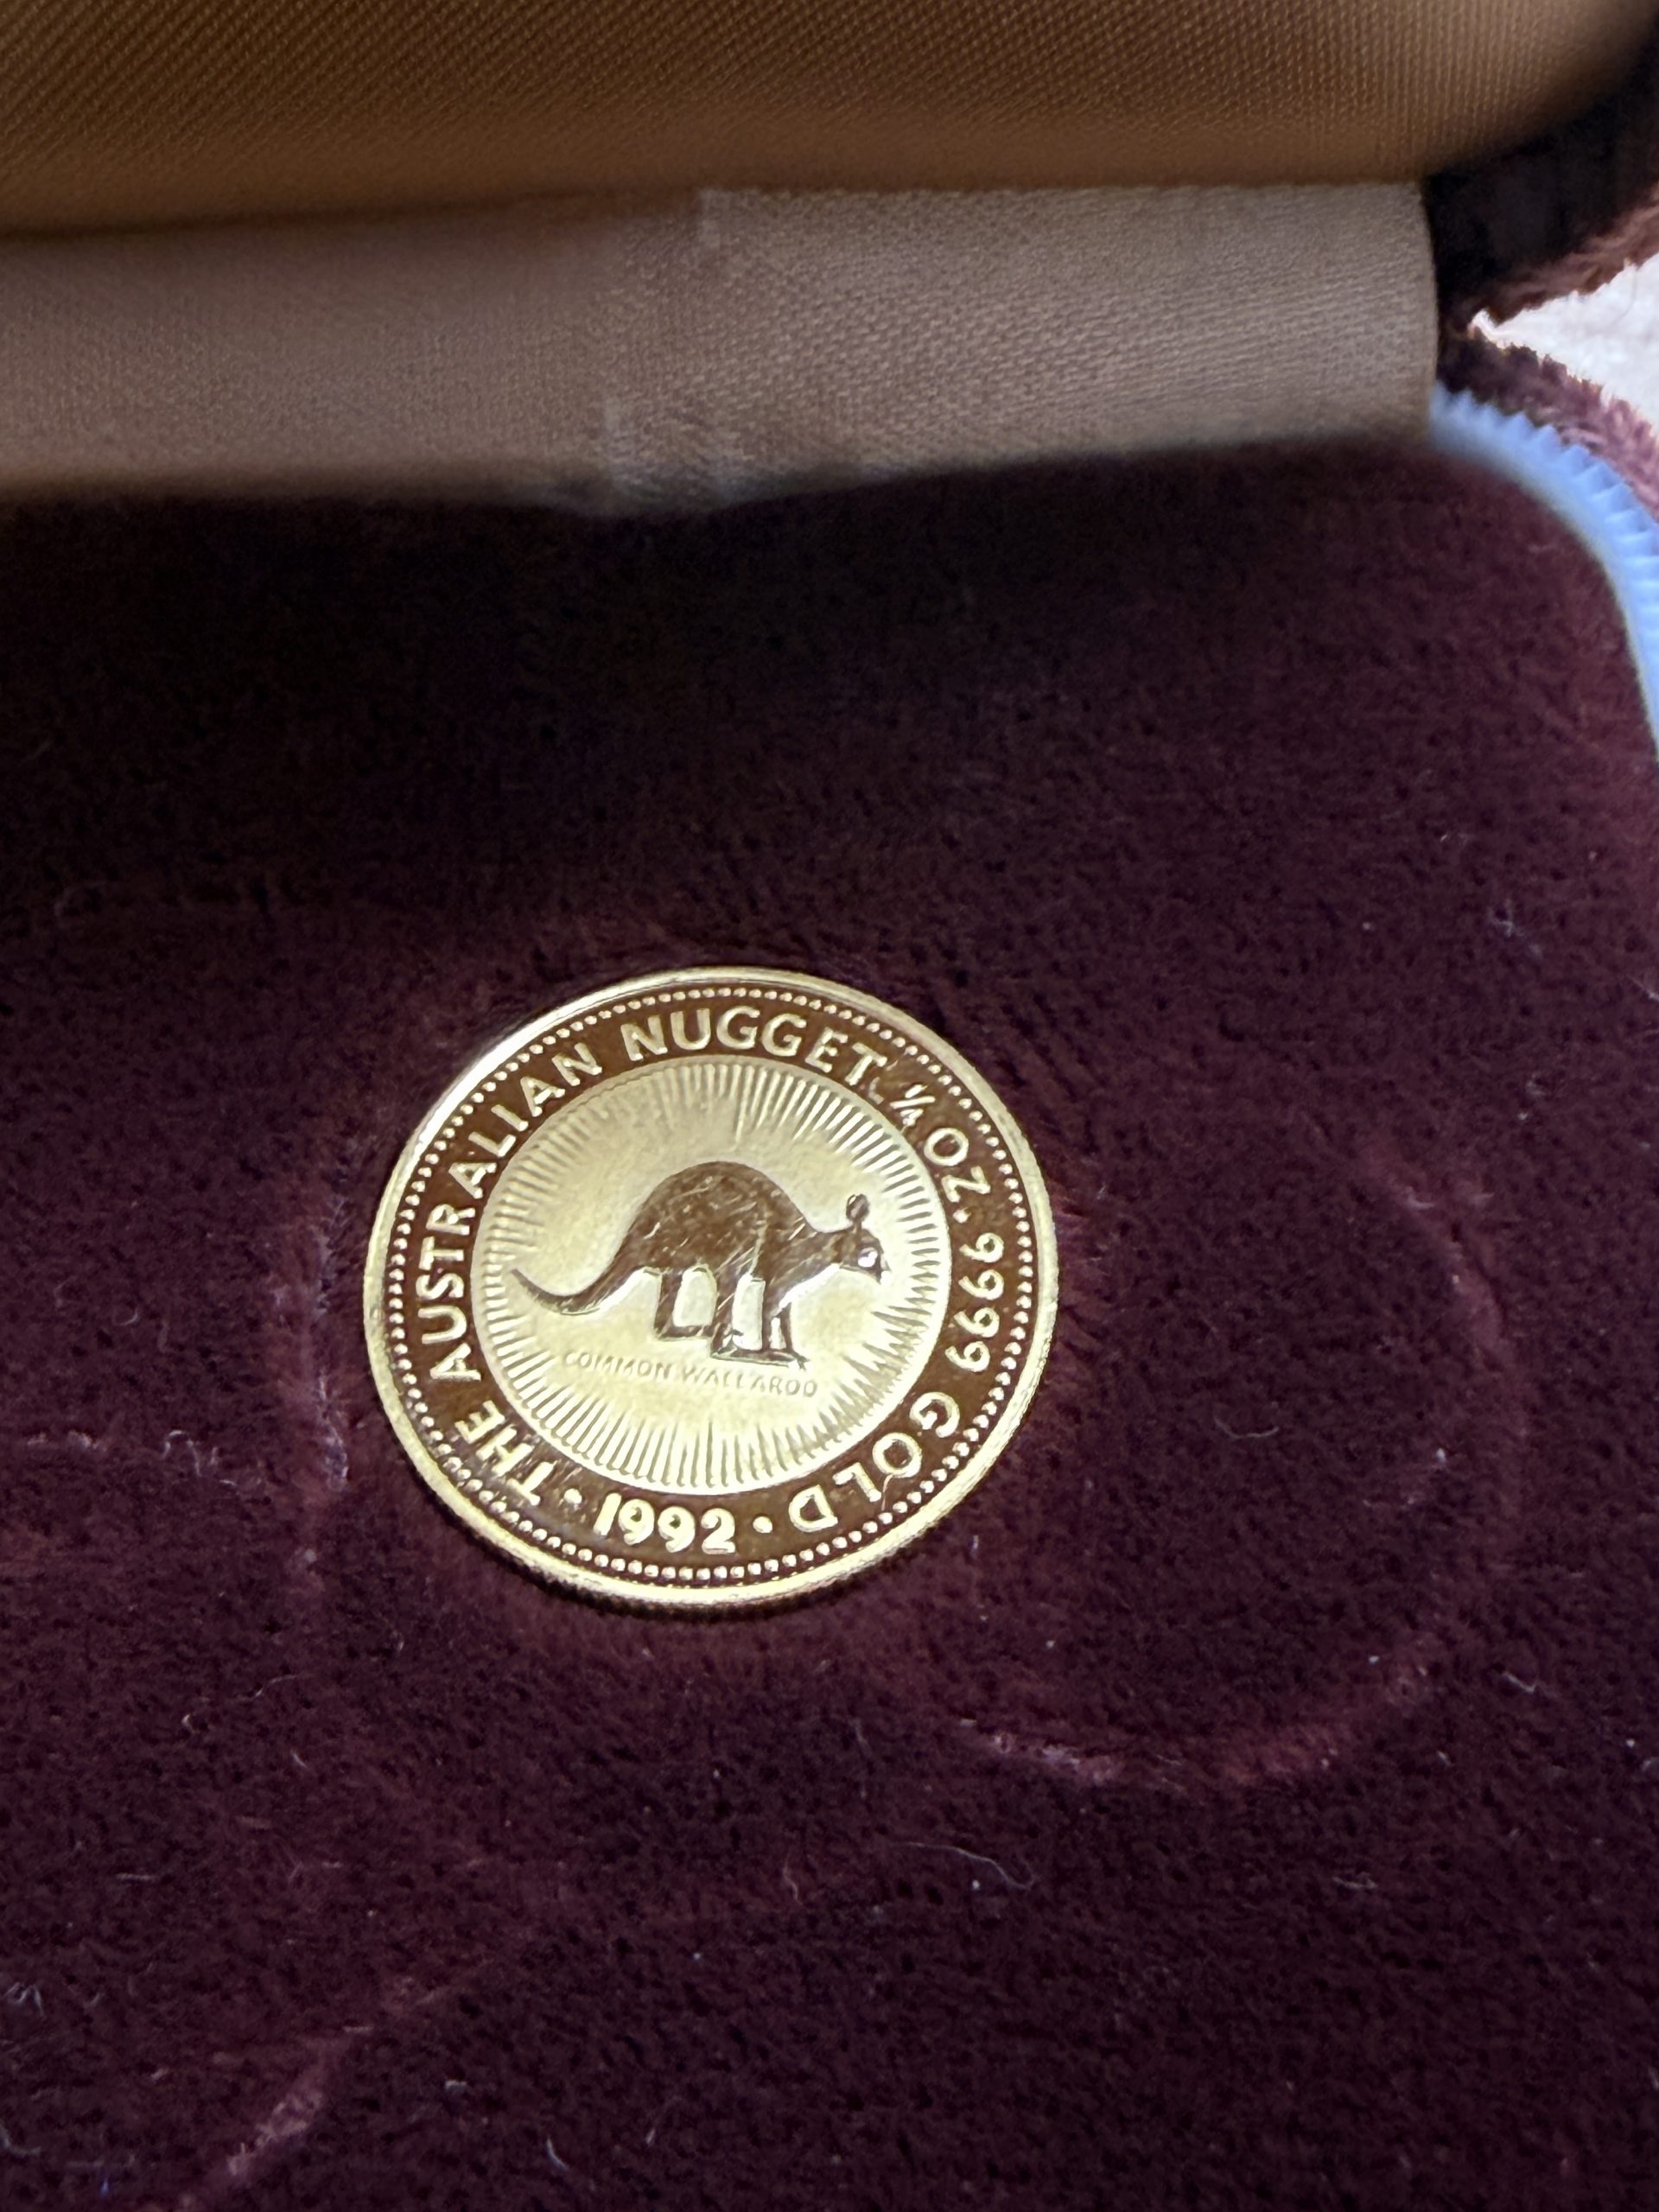 THE AUSTRALIAN NUGGET ¼ OZ. 9999 GOLD
COMMON WALLAROO
· 1992 ·